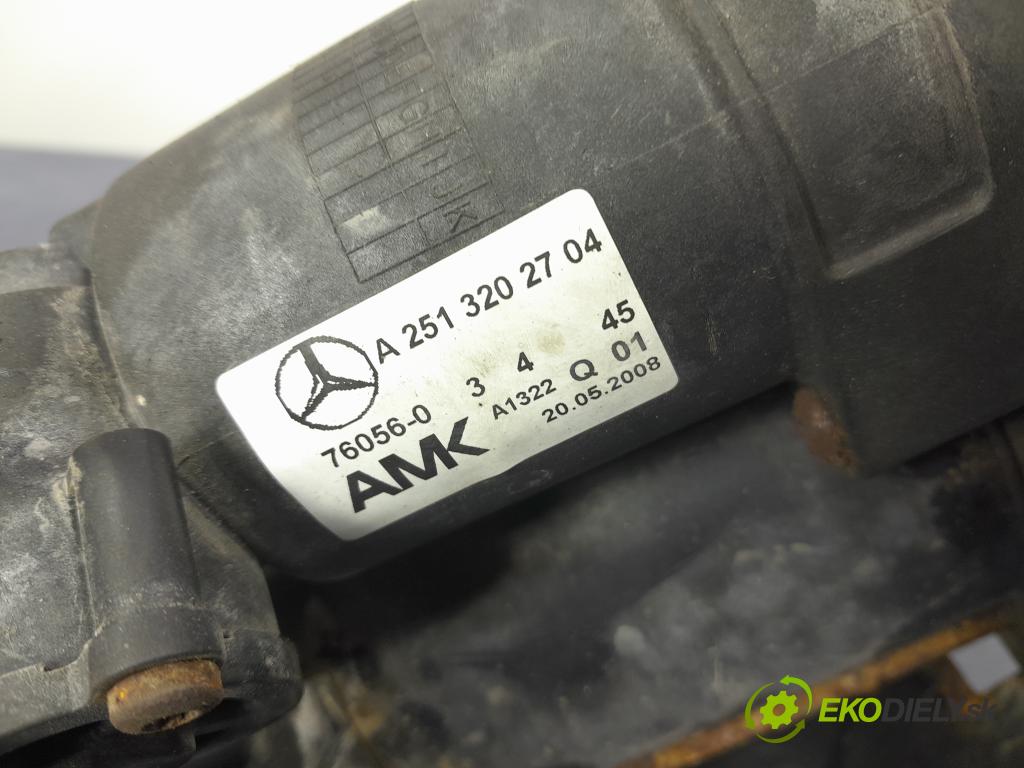 A 251 320 27 04
76056-0 3 4 45
AMK A1322 Q 01
20.05.2008
EKODIELY.sk